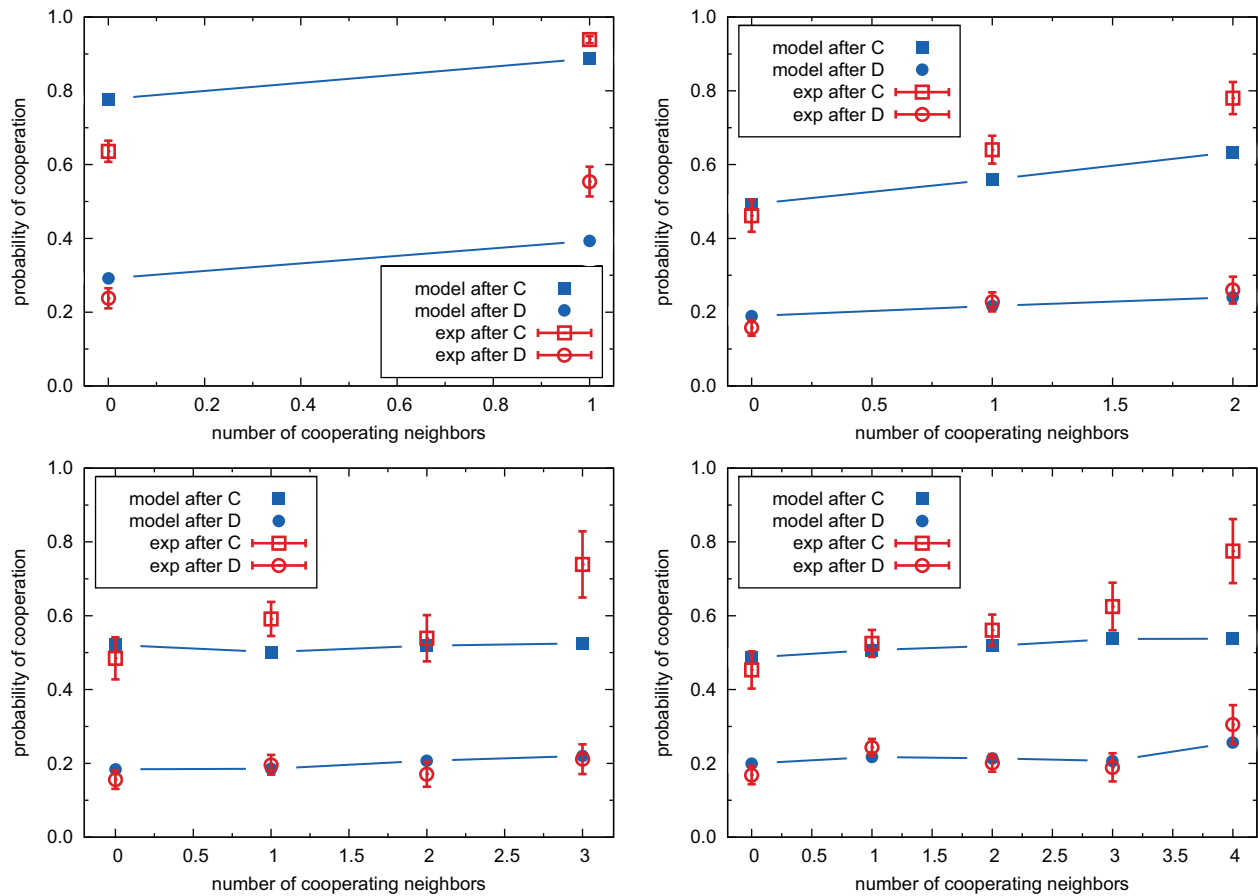 1.0
0.8
0.6
0.4
0.2
0.0
probability of cooperation
model after C
model after D
exp after C
exp after D
0 0.2 0.4 0.6 0.8 1
number of cooperating neighbors
1.0
0.8
0.6
0.4
0.2
0.0
probability of cooperation
model after C
model after D
exp after C
exp after D
0 0.5 1 1.5 2
number of cooperating neighbors
1.0
0.8
0.6
0.4
0.2
0.0
probability of cooperation
model after C
model after D
exp after C
exp after D
0 0.5 1 1.5 2 2.5 3
number of cooperating neighbors
1.0
0.8
0.6
0.4
0.2
0.0
probability of cooperation
model after C
model after D
exp after C
exp after D
0 0.5 1 1.5 2 2.5 3 3.5 4
number of cooperating neighbors